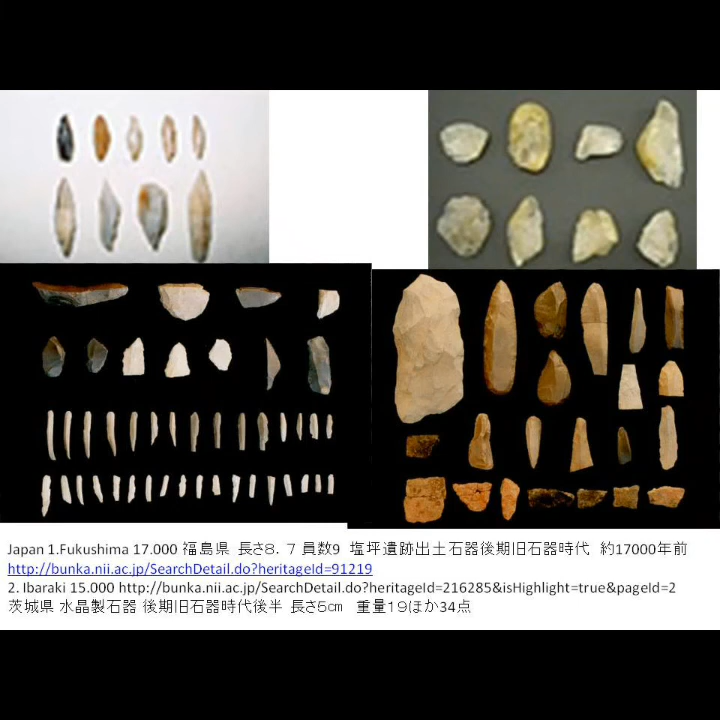 Japan 1.Fukushima 17.000 福島県 長さ８．７ 員数9 塩坪遺跡出土石器後期旧石器時代 約17000年前
http://bunka.nii.ac.jp/SearchDetail.do?heritageId=91219
2. Ibaraki 15.000 http://bunka.nii.ac.jp/SearchDetail.do?heritageId=216285&isHighlight=true&pageId=2
茨城県 水晶製石器 後期旧石器時代後半 長さ５㎝ 重量１９ほか34点